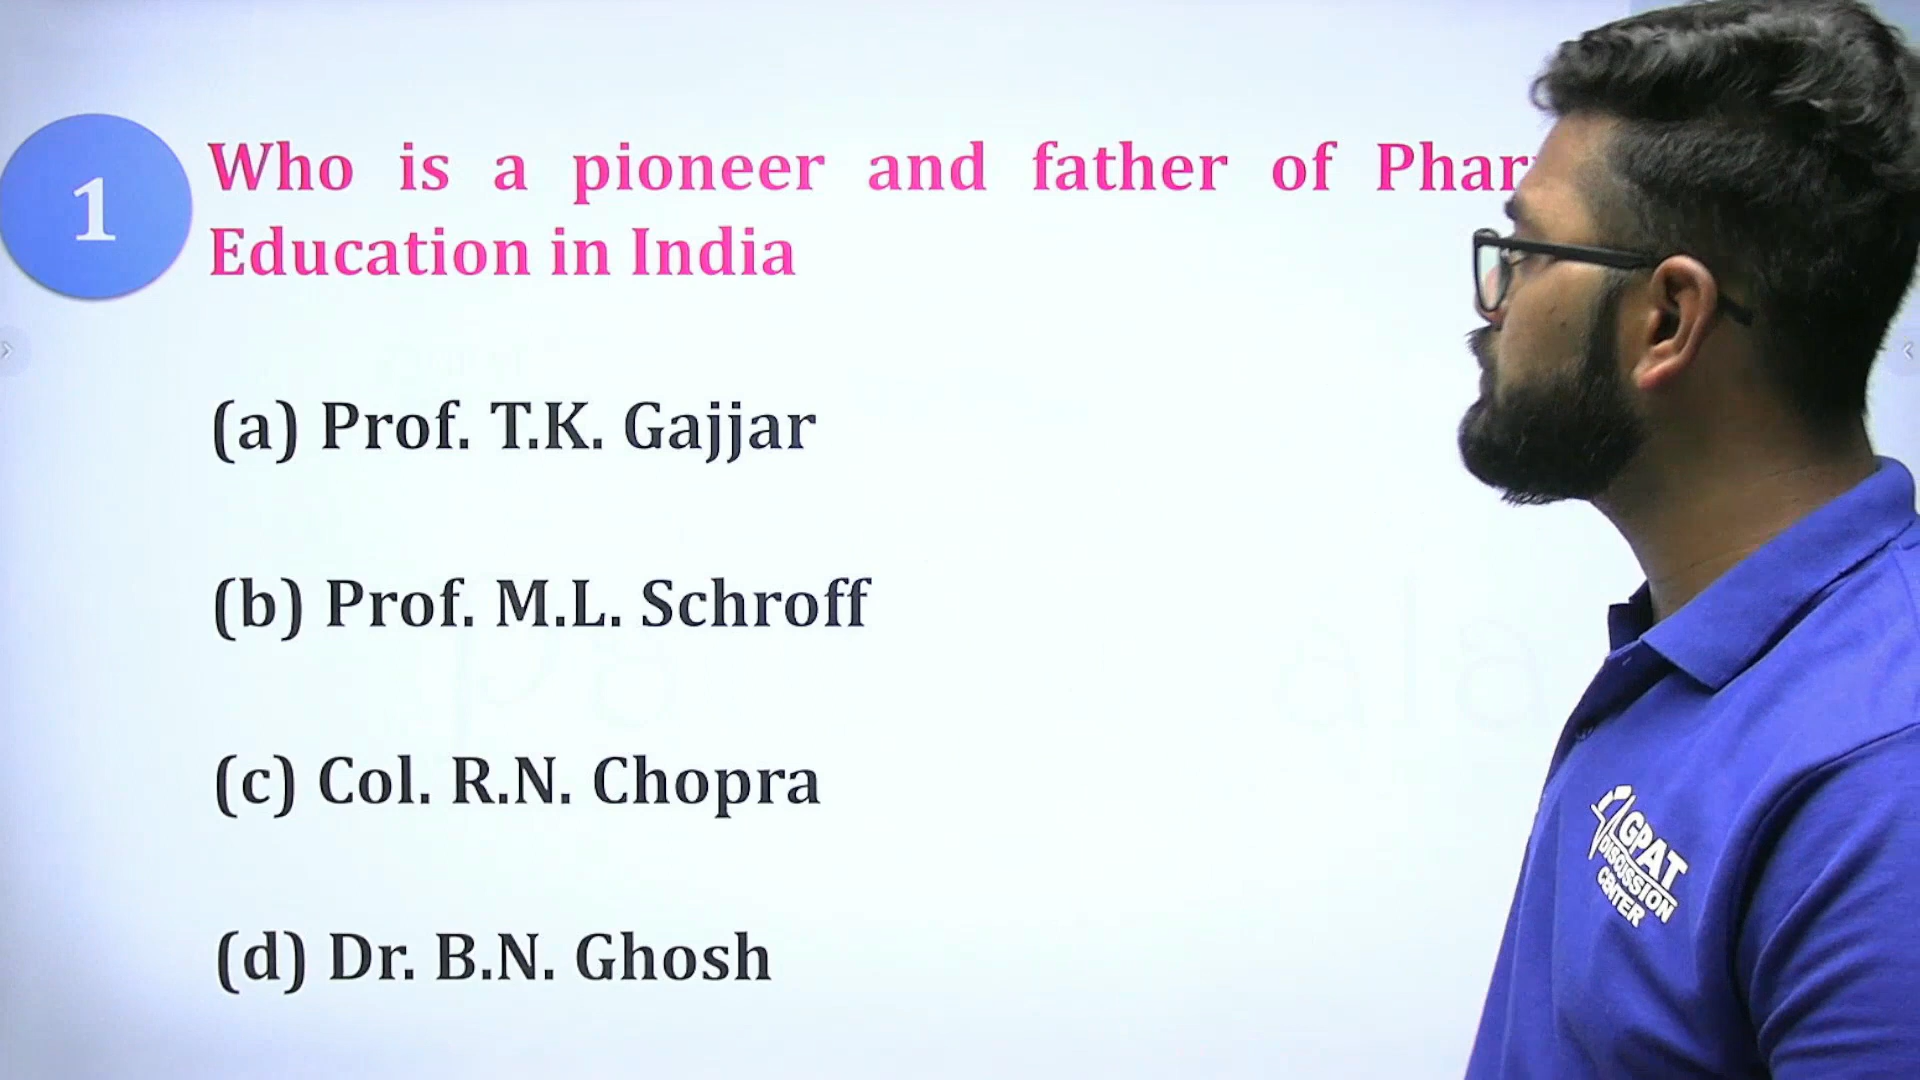 1
Who is a pioneer and father of
Education in India
(a) Prof. T.K. Gajjar
(b) Prof. M.L. Schroff
(c) Col. R.N. Chopra
(d) Dr. B.N. Ghosh
GPAT
DISCUSSION
CENTER